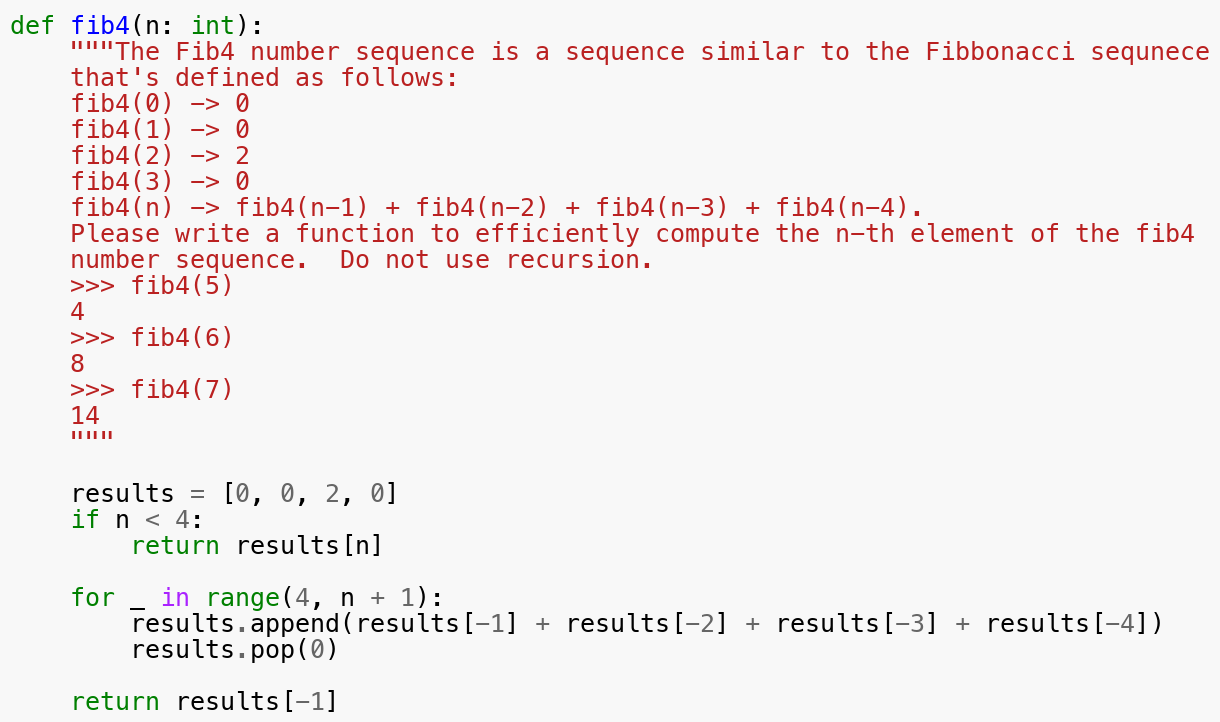 def fib4(n: int):
    """The Fib4 number sequence is a sequence similar to the Fibbonacci sequnece
    that's defined as follows:
    fib4(0) -> 0
    fib4(1) -> 0
    fib4(2) -> 2
    fib4(3) -> 0
    fib4(n) -> fib4(n-1) + fib4(n-2) + fib4(n-3) + fib4(n-4).
    Please write a function to efficiently compute the n-th element of the fib4
    number sequence.  Do not use recursion.
    >>> fib4(5)
    4
    >>> fib4(6)
    8
    >>> fib4(7)
    14
    """

    results = [0, 0, 2, 0]
    if n < 4:
        return results[n]

    for _ in range(4, n + 1):
        results.append(results[-1] + results[-2] + results[-3] + results[-4])
        results.pop(0)

    return results[-1]